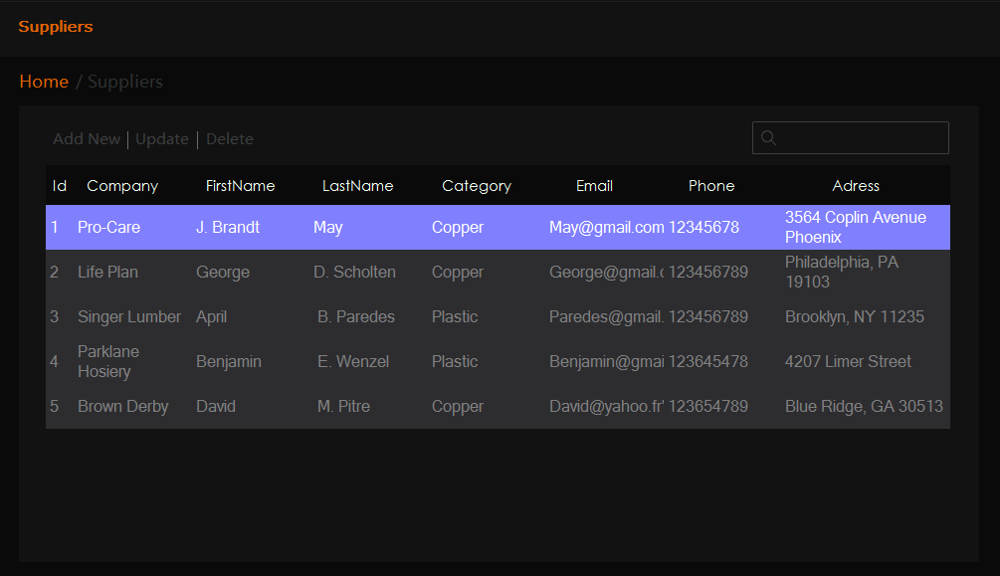 Suppliers
Home / Suppliers
Add New | Update | Delete
Id Company FirstName LastName Category Email Phone Adress
1 Pro-Care J. Brandt May Copper May@gmail.com 12345678 3564 Coplin Avenue
Phoenix
2 Life Plan George D. Scholten Copper George@gmail.c 123456789 Philadelphia, PA
19103
3 Singer Lumber April B. Paredes Plastic Paredes@gmail. 123456789 Brooklyn, NY 11235
4 Parklane
Hosiery Benjamin E. Wenzel Plastic Benjamin@gmai 123645478 4207 Limer Street
5 Brown Derby David M. Pitre Copper David@yahoo.fr' 123654789 Blue Ridge, GA 30513